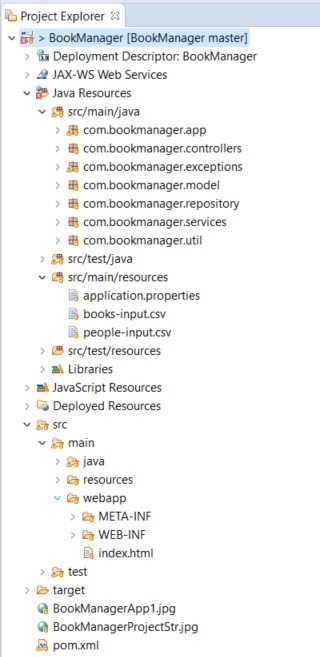 Project Explorer
> BookManager [BookManager master]
Deployment Descriptor: BookManager
JAX-WS Web Services
Java Resources
src/main/java
com.bookmanager.app
com.bookmanager.controllers
com.bookmanager.exceptions
com.bookmanager.model
com.bookmanager.repository
com.bookmanager.services
com.bookmanager.util
src/test/java
src/main/resources
application.properties
books-input.csv
people-input.csv
src/test/resources
Libraries
JavaScript Resources
Deployed Resources
src
main
java
resources
webapp
META-INF
WEB-INF
index.html
test
target
BookManagerApp1.jpg
BookManagerProjectStr.jpg
pom.xml